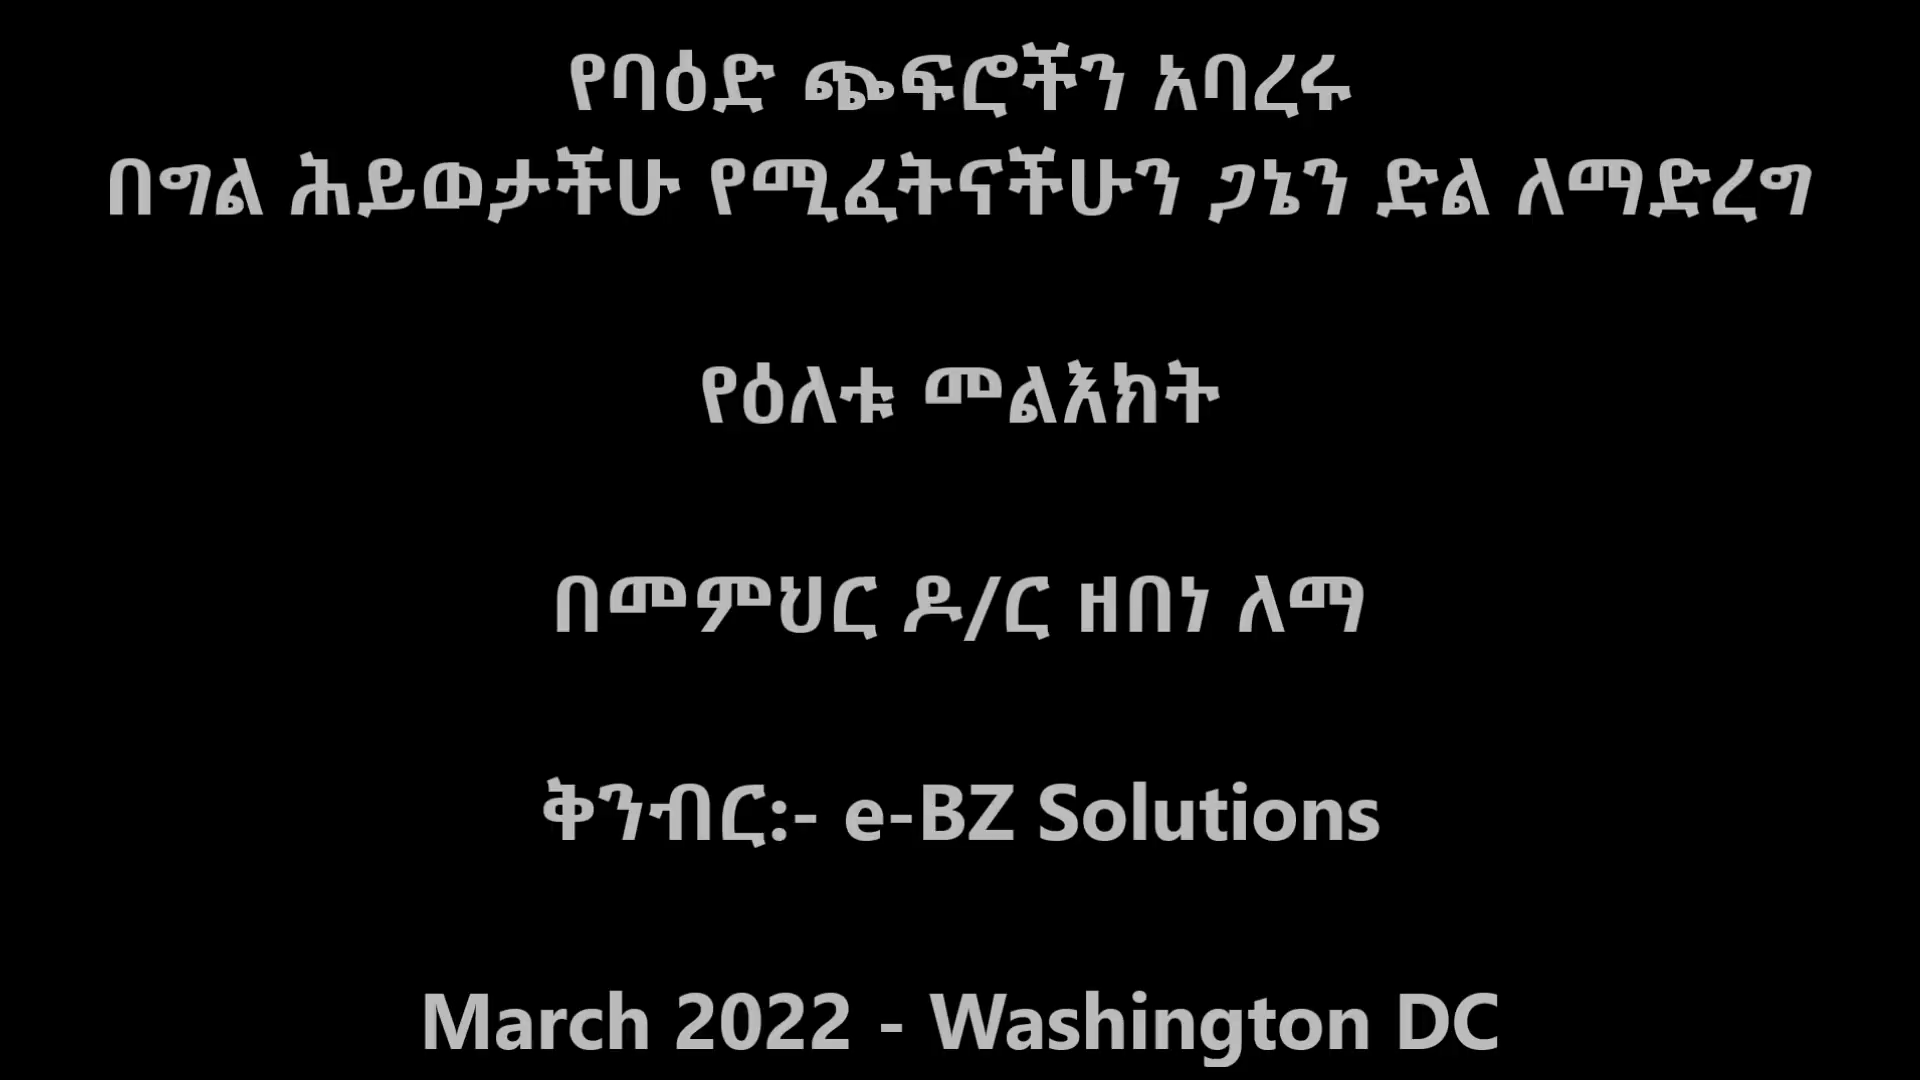 የባዕድ ጭፍሮችን አባረሩ
በግል ሕይወታችሁ የሚፈትናችሁን ጋኔን ድል ለማድረግ
የዕለቱ መልእክት
በመምህር ዶ/ር ዘበነ ለማ
ቅንብር፡- e-BZ Solutions
March 2022 - Washington DC